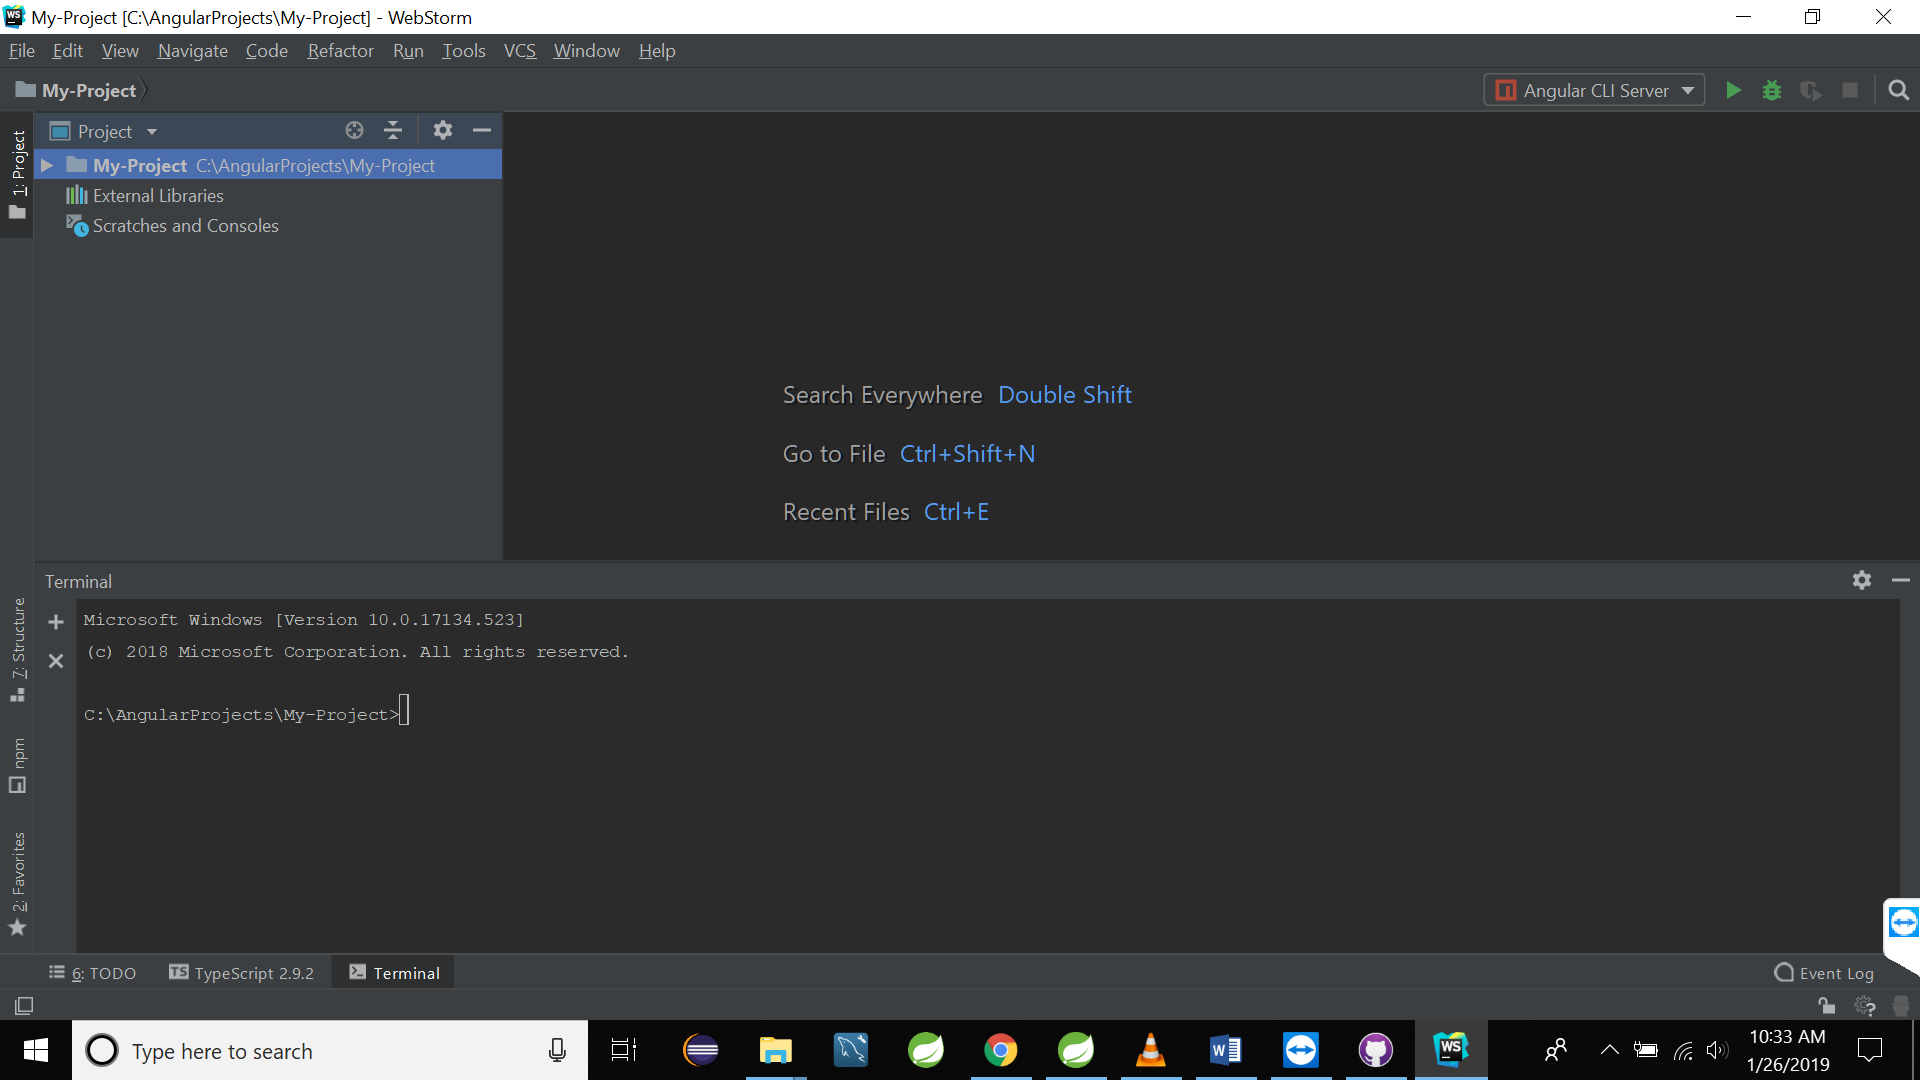 My-Project [C:\AngularProjects\My-Project] - WebStorm
File Edit View Navigate Code Refactor Run Tools VCS Window Help
My-Project
Angular CLI Server
Project
1: Project
My-Project C:\AngularProjects\My-Project
External Libraries
Scratches and Consoles
Search Everywhere Double Shift
Go to File Ctrl+Shift+N
Recent Files Ctrl+E
Terminal
Microsoft Windows [Version 10.0.17134.523]
(c) 2018 Microsoft Corporation. All rights reserved.
C:\AngularProjects\My-Project>
7: Structure
npm
2: Favorites
6: TODO
TS TypeScript 2.9.2
Terminal
Event Log
Type here to search
WS
10:33 AM
1/26/2019